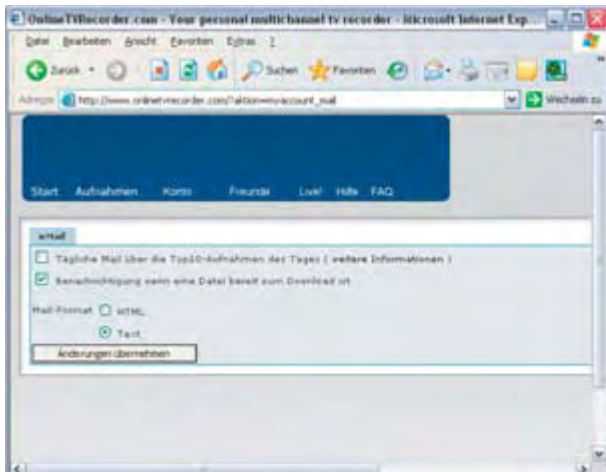 OnlineTVRecorder.com - Your personal multichannel tv recorder - Microsoft Internet Exp...
Datei Bearbeiten Ansicht Favoriten Extras ?
Zurück Suchen Favoriten
Adresse http://www.onlinetvrecorder.com/?aktion=myaccount_mail Wechseln zu
Start Aufnahmen Konto Freunde Live! Hilfe FAQ
eMail
Tägliche Mail über die Top10-Aufnahmen des Tages ( weitere Informationen )
Benachrichtigung wenn eine Datei bereit zum Download ist
Mail-Format HTML
Text
Änderungen übernehmen